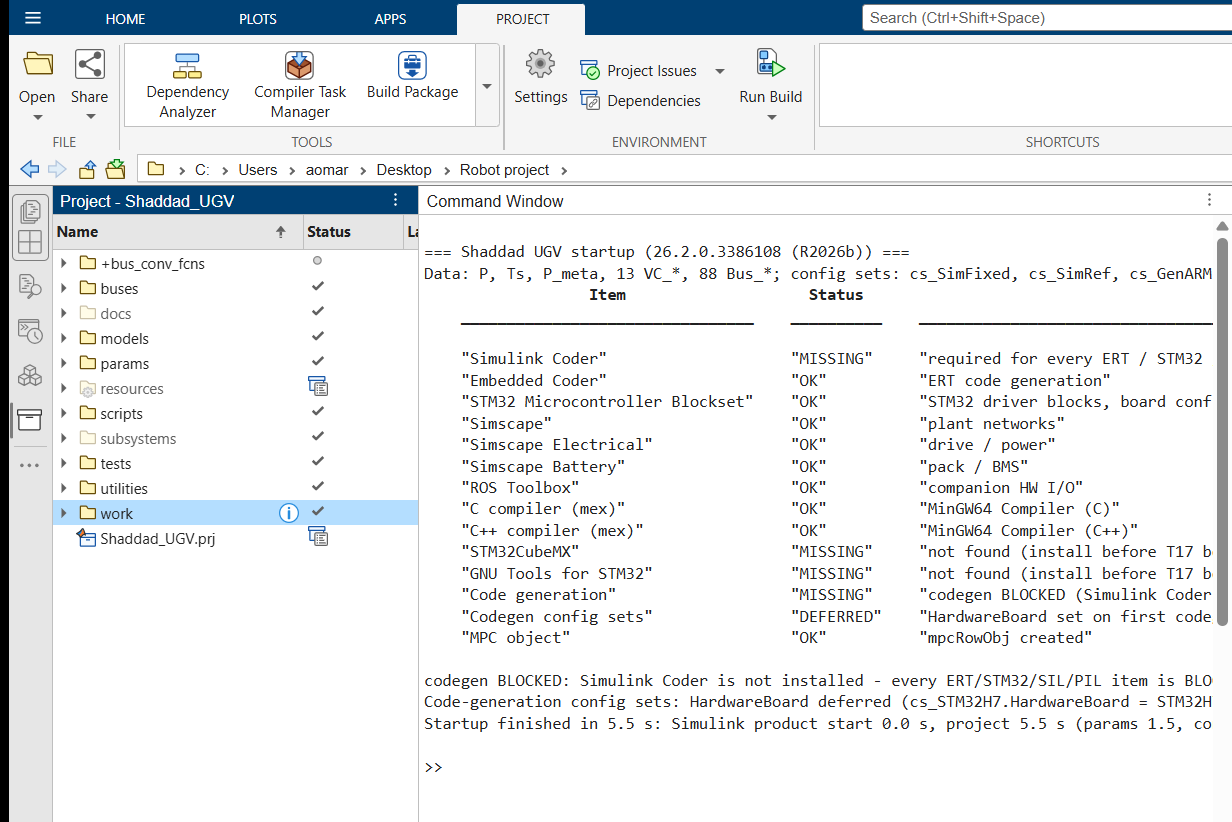 HOME PLOTS APPS PROJECT Search (Ctrl+Shift+Space)
Open Share Dependency Analyzer Compiler Task Manager Build Package Settings Project Issues Dependencies Run Build
FILE TOOLS ENVIRONMENT SHORTCUTS
C: Users aomar Desktop Robot project
Project - Shaddad_UGV
Name Status La
+bus_conv_fcns
buses
docs
models
params
resources
scripts
subsystems
tests
utilities
work
Shaddad_UGV.prj
Command Window
=== Shaddad UGV startup (26.2.0.3386108 (R2026b)) ===
Data: P, Ts, P_meta, 13 VC_*, 88 Bus_*; config sets: cs_SimFixed, cs_SimRef, cs_GenARM
Item Status
"Simulink Coder" "MISSING" "required for every ERT / STM32
"Embedded Coder" "OK" "ERT code generation"
"STM32 Microcontroller Blockset" "OK" "STM32 driver blocks, board conf
"Simscape" "OK" "plant networks"
"Simscape Electrical" "OK" "drive / power"
"Simscape Battery" "OK" "pack / BMS"
"ROS Toolbox" "OK" "companion HW I/O"
"C compiler (mex)" "OK" "MinGW64 Compiler (C)"
"C++ compiler (mex)" "OK" "MinGW64 Compiler (C++)"
"STM32CubeMX" "MISSING" "not found (install before T17 b
"GNU Tools for STM32" "MISSING" "not found (install before T17 b
"Code generation" "MISSING" "codegen BLOCKED (Simulink Coder
"Codegen config sets" "DEFERRED" "HardwareBoard set on first code
"MPC object" "OK" "mpcRowObj created"
codegen BLOCKED: Simulink Coder is not installed - every ERT/STM32/SIL/PIL item is BLO
Code-generation config sets: HardwareBoard deferred (cs_STM32H7.HardwareBoard = STM32H
Startup finished in 5.5 s: Simulink product start 0.0 s, project 5.5 s (params 1.5, co
>>